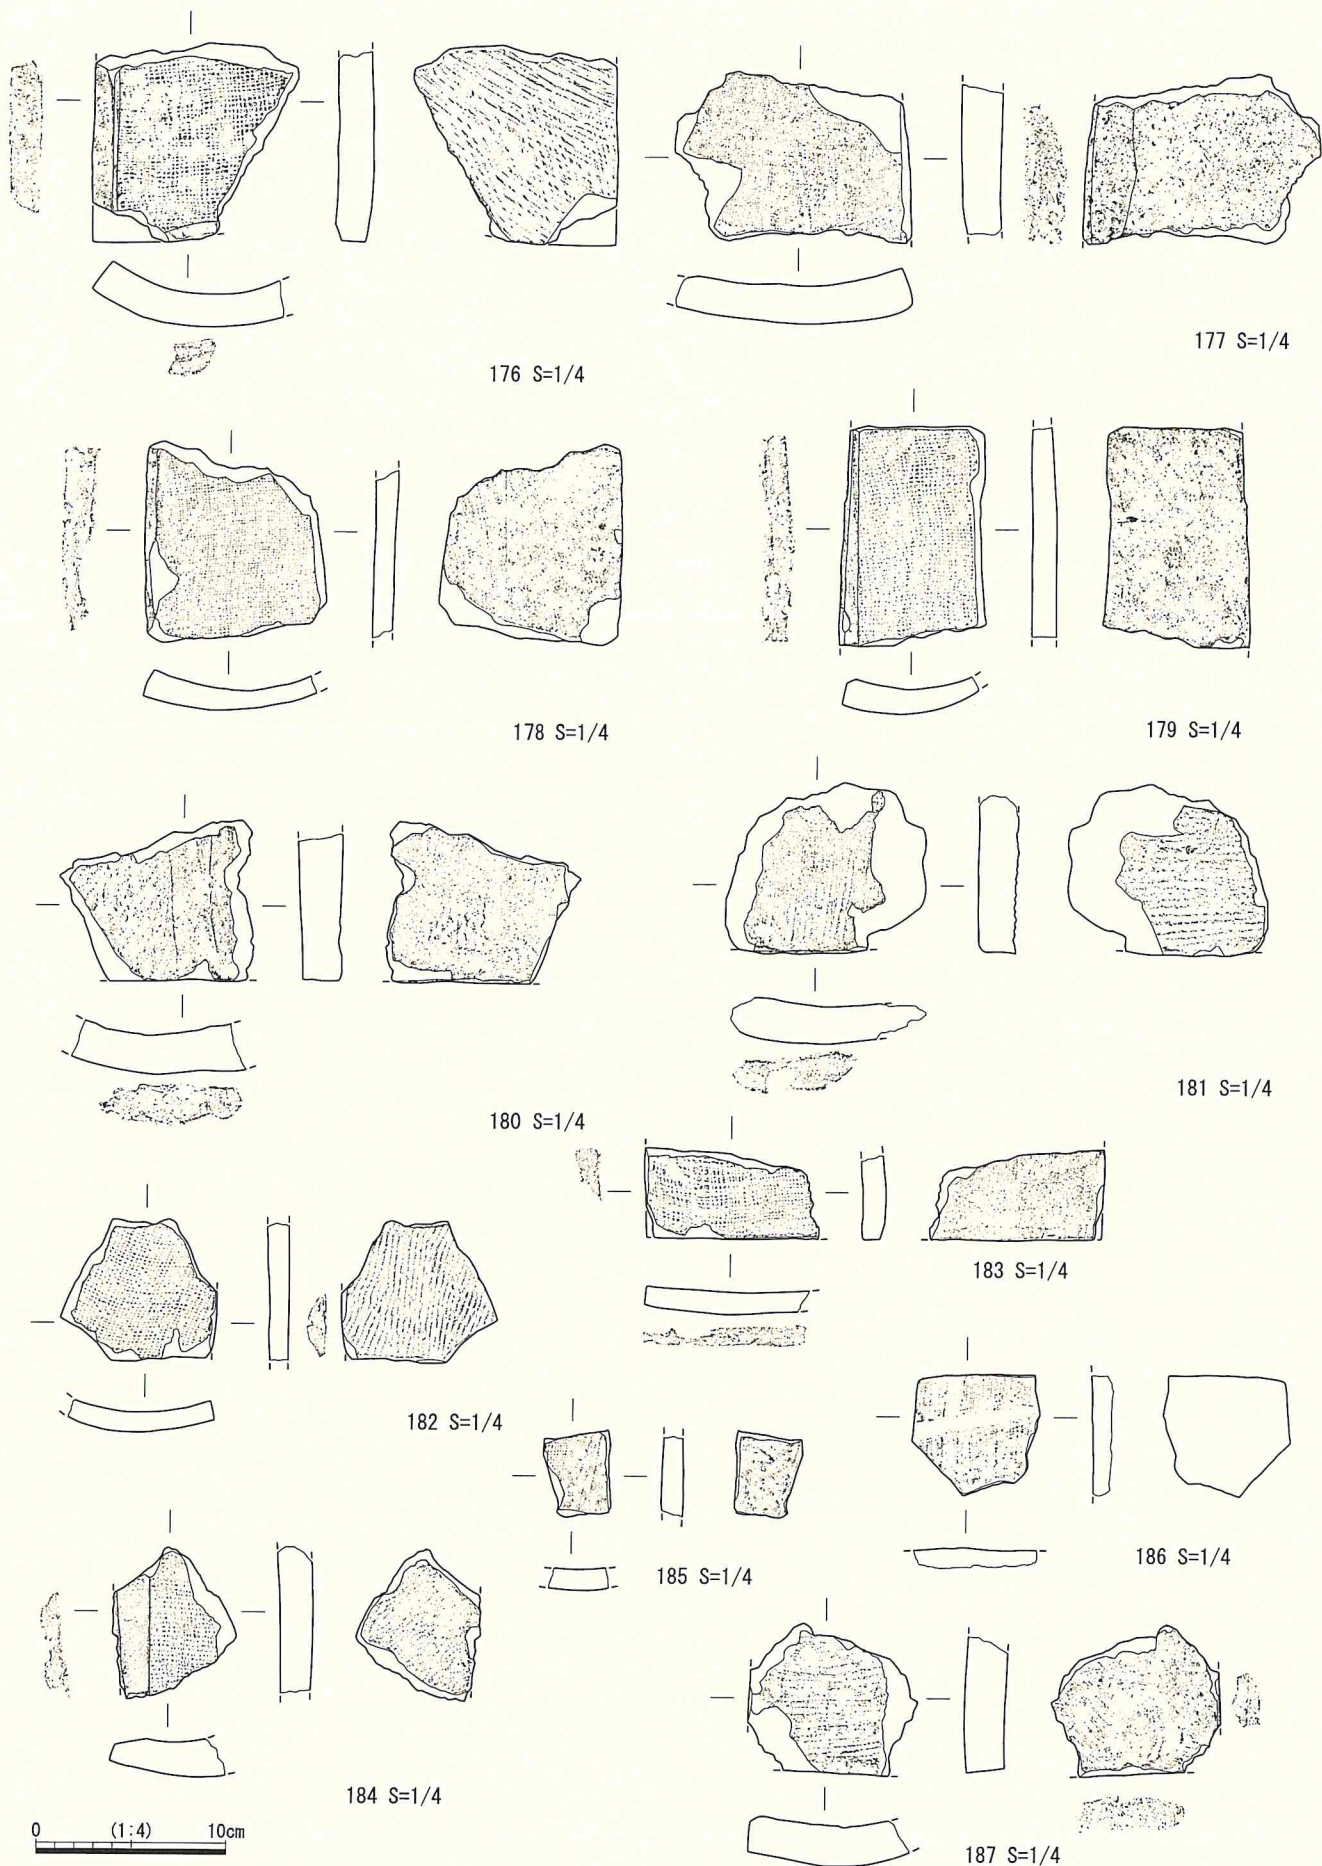 176 S=1/4
177 S=1/4
178 S=1/4
179 S=1/4
180 S=1/4
181 S=1/4
182 S=1/4
183 S=1/4
185 S=1/4
186 S=1/4
184 S=1/4
187 S=1/4
0 (1:4) 10cm